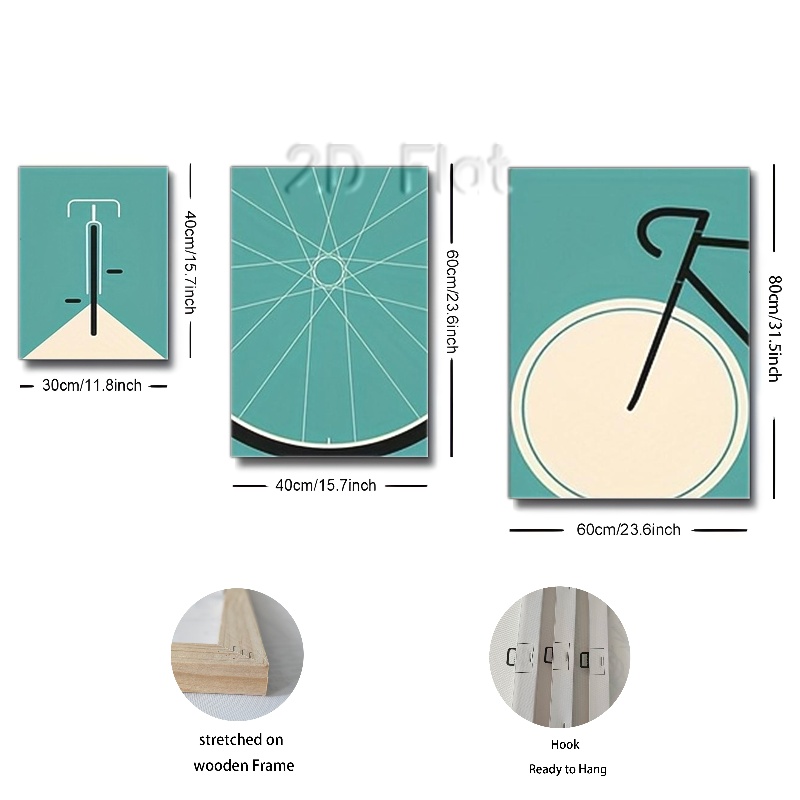 2D Flat
40cm/15.7inch
30cm/11.8inch
60cm/23.6inch
40cm/15.7inch
80cm/31.5inch
60cm/23.6inch
stretched on
wooden Frame
Hook
Ready to Hang